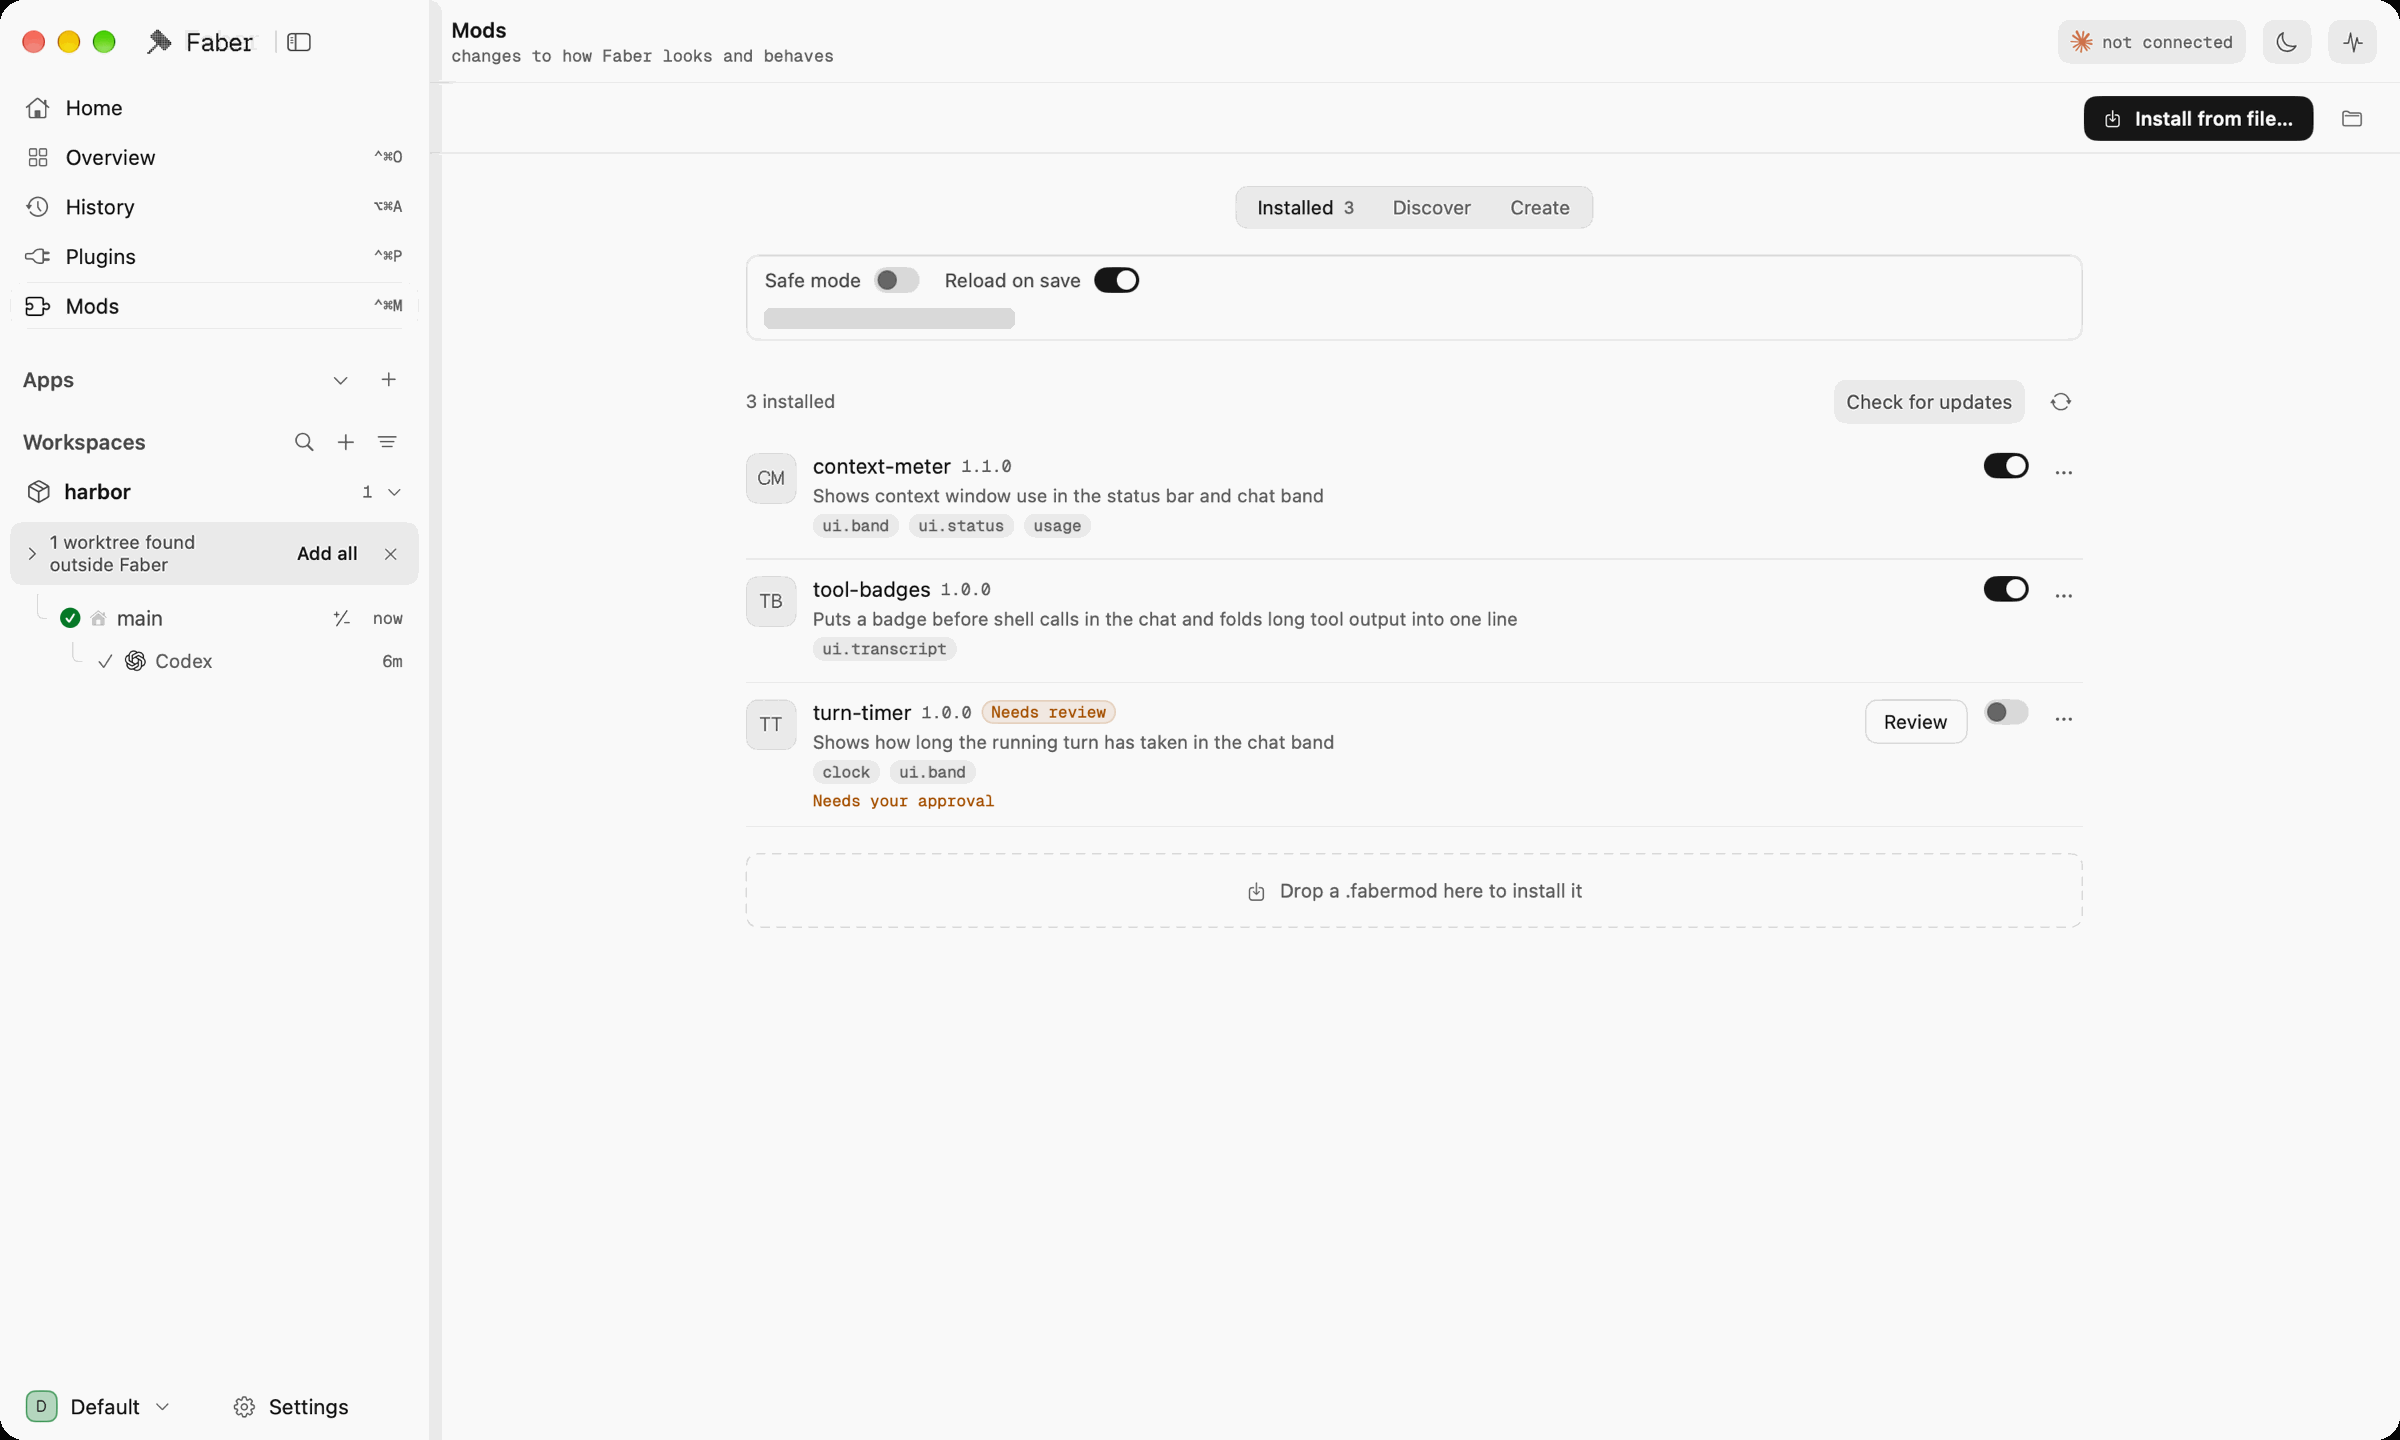 Faber
Home
Overview ^⌘O
History ⌥⌘A
Plugins ^⌘P
Mods ^⌘M
Apps
Workspaces
harbor 1
1 worktree found
outside Faber
Add all
main +/- now
Codex 6m
D Default
Settings
Mods
changes to how Faber looks and behaves
not connected
Install from file...
Installed 3 Discover Create
Safe mode Reload on save
3 installed
Check for updates
CM
context-meter 1.1.0
Shows context window use in the status bar and chat band
ui.band ui.status usage
TB
tool-badges 1.0.0
Puts a badge before shell calls in the chat and folds long tool output into one line
ui.transcript
TT
turn-timer 1.0.0 Needs review
Shows how long the running turn has taken in the chat band
clock ui.band
Needs your approval
Review
Drop a .fabermod here to install it